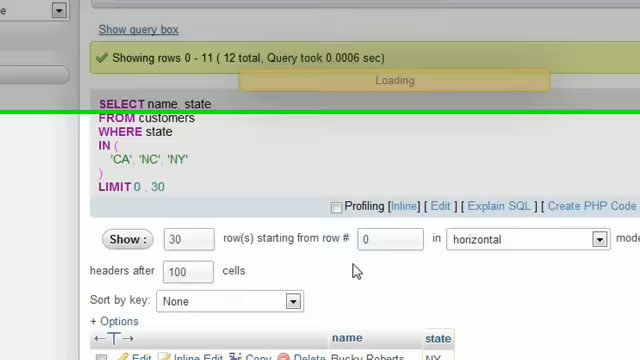 Show query box
Showing rows 0 - 11 ( 12 total, Query took 0.0006 sec)
Loading
SELECT name, state
FROM customers
WHERE state
IN (
'CA', 'NC', 'NY'
)
LIMIT 0 , 30
Profiling [Inline] [ Edit ] [ Explain SQL ] [ Create PHP Code
Show : 30 row(s) starting from row # 0 in horizontal mode
headers after 100 cells
Sort by key: None
+ Options
←T→ name state
Edit Inline Edit Copy Delete Bucky Roberts NY